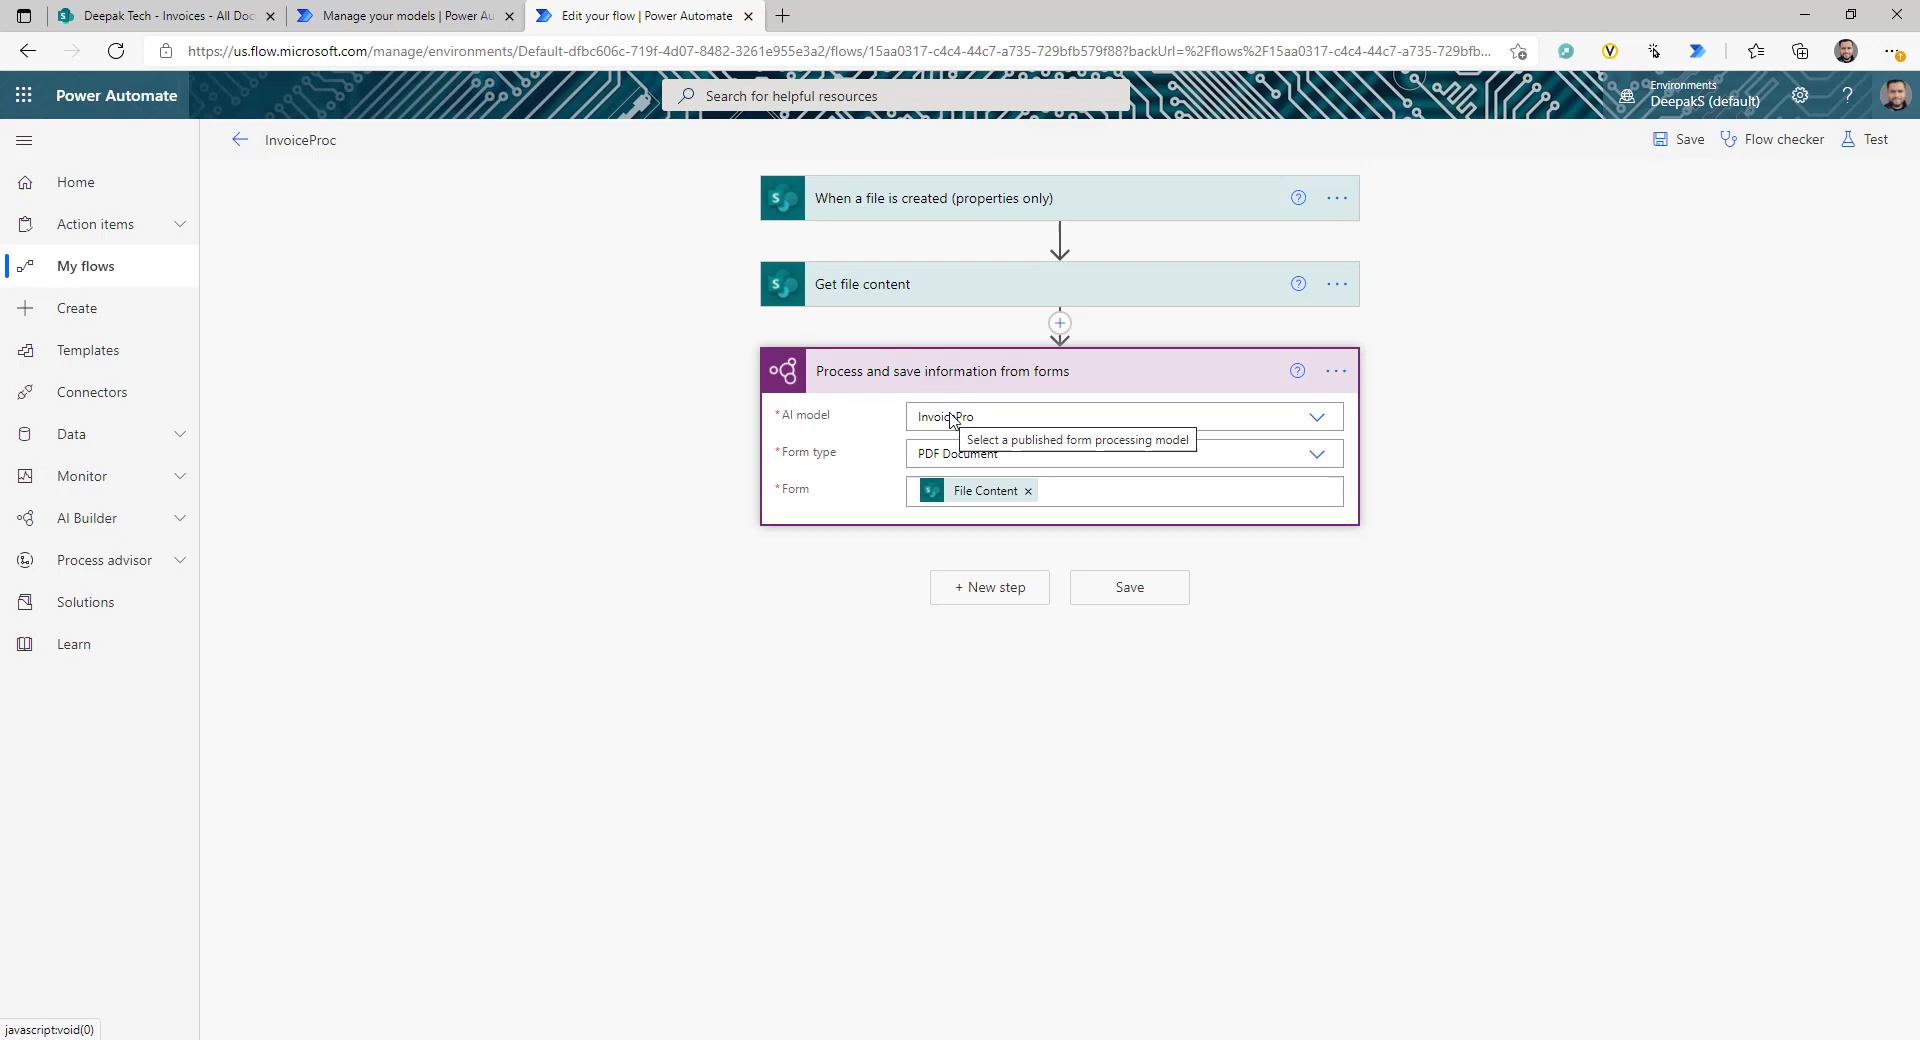 Deepak Tech - Invoices - All Doc
Manage your models | Power Au
Edit your flow | Power Automate
https://us.flow.microsoft.com/manage/environments/Default-dfbc606c-719f-4d07-8482-3261e955e3a2/flows/15aa0317-c4c4-44c7-a735-729bfb579f88?backUrl=%2Fflows%2F15aa0317-c4c4-44c7-a735-729bfb...
Power Automate
Search for helpful resources
Environments
DeepakS (default)
InvoiceProc
Save
Flow checker
Test
Home
Action items
My flows
Create
Templates
Connectors
Data
Monitor
AI Builder
Process advisor
Solutions
Learn
When a file is created (properties only)
Get file content
Process and save information from forms
* AI model
InvoicePro
Select a published form processing model
* Form type
PDF Document
* Form
File Content ×
+ New step
Save
javascript:void(0)